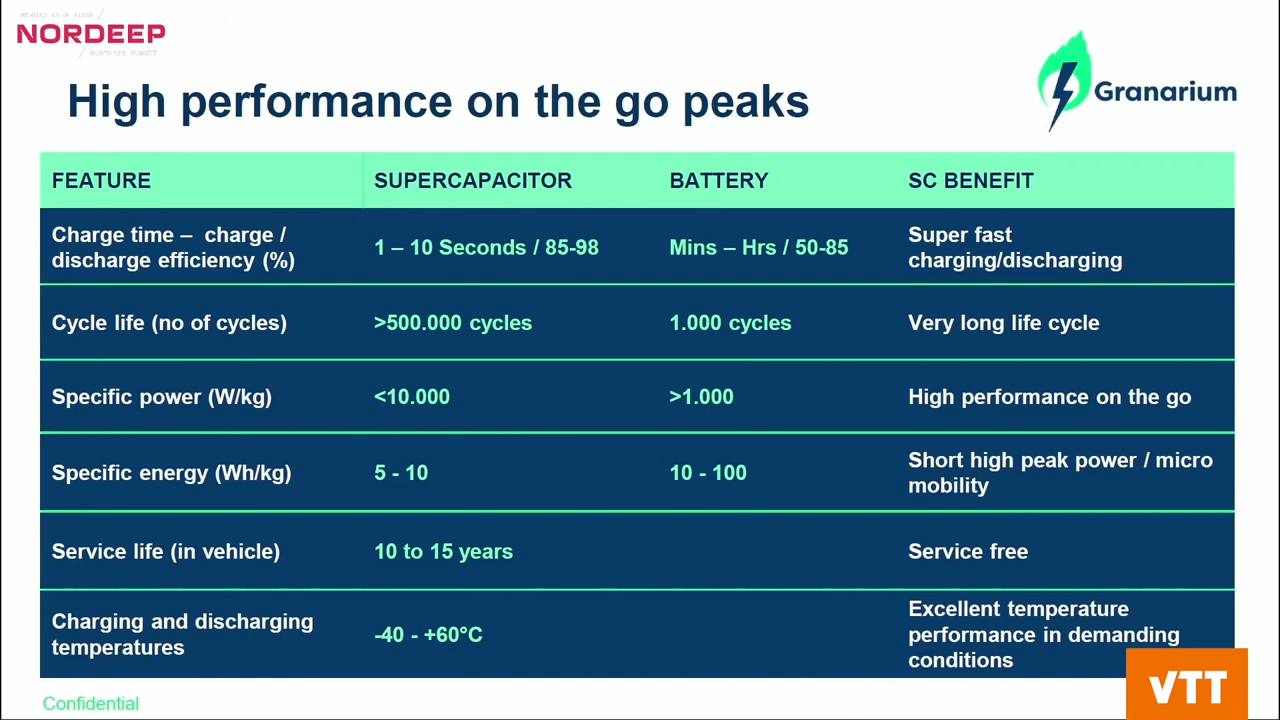 NORDEEP
High performance on the go peaks
Granarium
FEATURE SUPERCAPACITOR BATTERY SC BENEFIT
Charge time – charge /
discharge efficiency (%)
1 – 10 Seconds / 85-98
Mins – Hrs / 50-85
Super fast
charging/discharging
Cycle life (no of cycles) >500.000 cycles 1.000 cycles Very long life cycle
Specific power (W/kg) <10.000 >1.000 High performance on the go
Specific energy (Wh/kg) 5 - 10 10 - 100
Short high peak power / micro
mobility
Service life (in vehicle) 10 to 15 years Service free
Charging and discharging
temperatures
-40 - +60°C
Excellent temperature
performance in demanding
conditions
Confidential
VTT